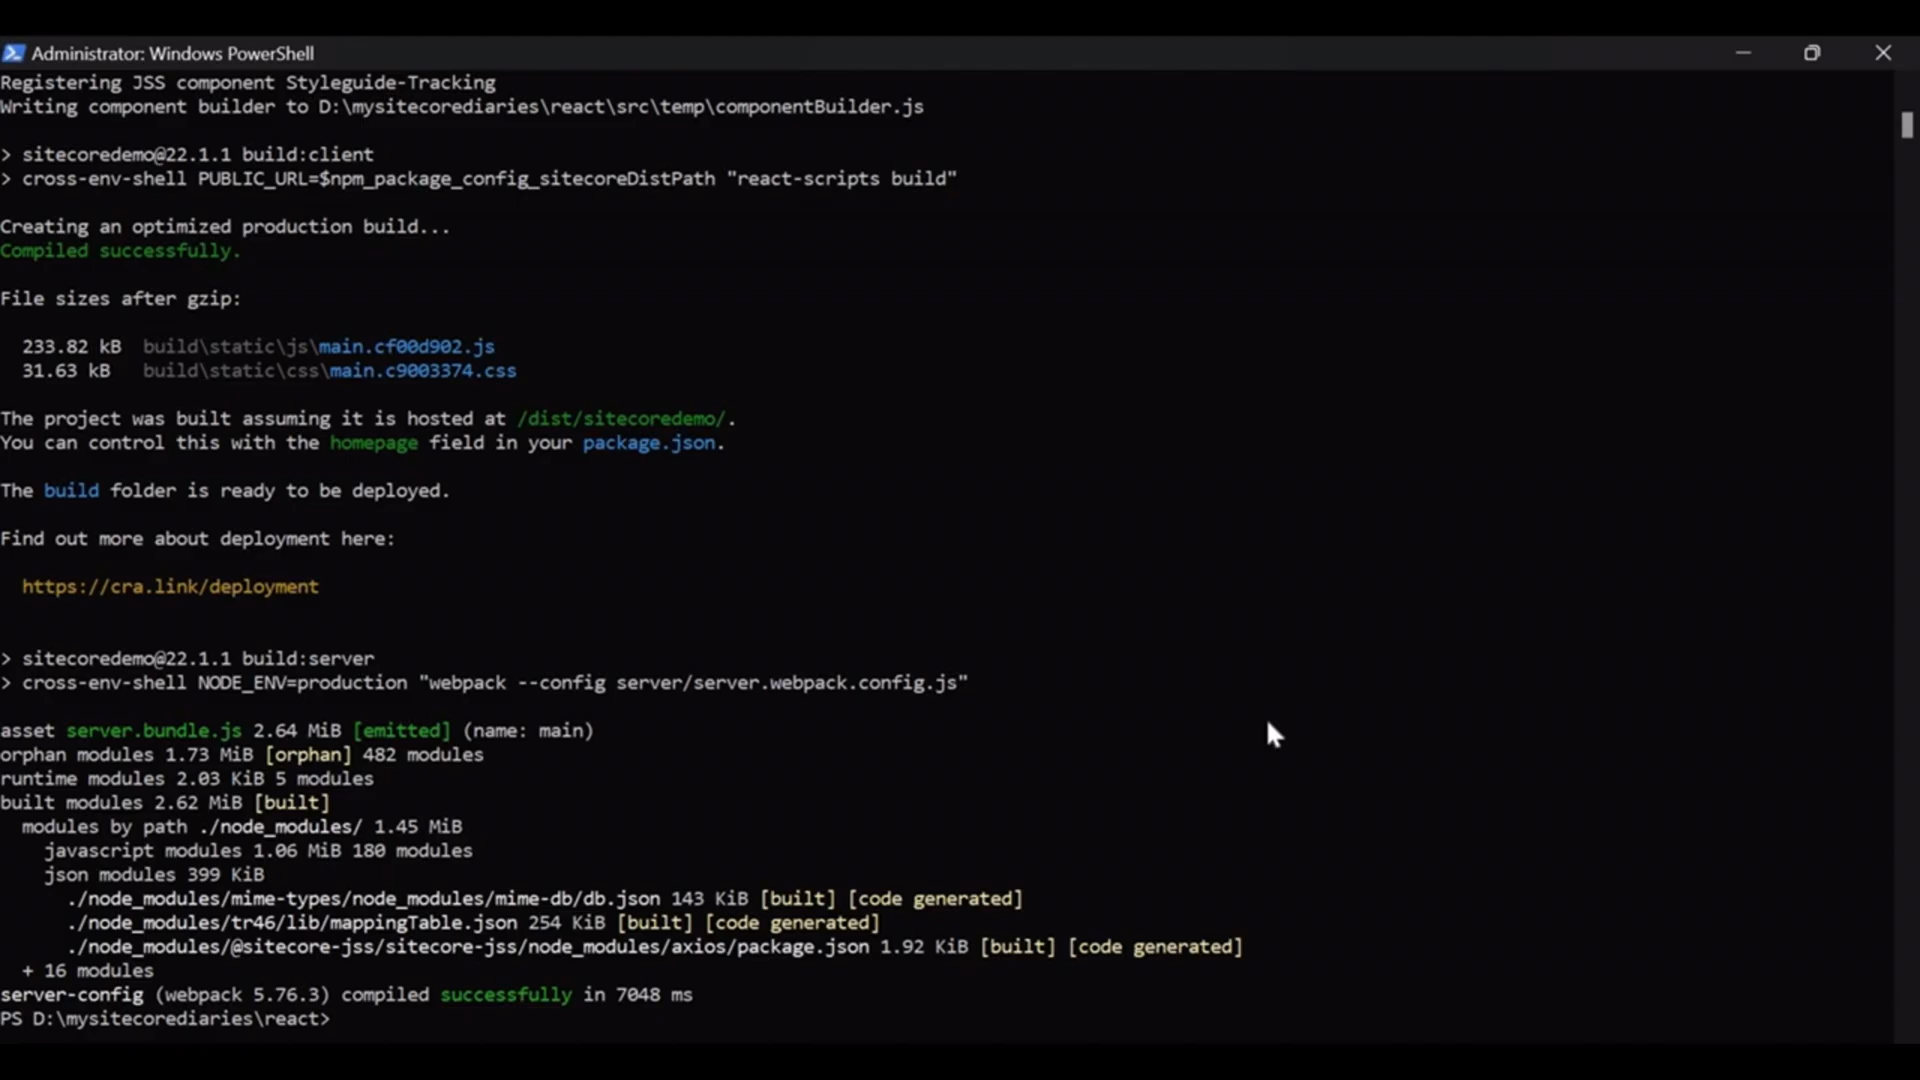 Administrator: Windows PowerShell
Registering JSS component Styleguide-Tracking
Writing component builder to D:\mysitecorediaries\react\src\temp\componentBuilder.js
> sitecoredemo@22.1.1 build:client
> cross-env-shell PUBLIC_URL=$npm_package_config_sitecoreDistPath "react-scripts build"
Creating an optimized production build...
Compiled successfully.
File sizes after gzip:
233.82 kB  build\static\js\main.cf00d902.js
31.63 kB   build\static\css\main.c9003374.css
The project was built assuming it is hosted at /dist/sitecoredemo/.
You can control this with the homepage field in your package.json.
The build folder is ready to be deployed.
Find out more about deployment here:
https://cra.link/deployment
> sitecoredemo@22.1.1 build:server
> cross-env-shell NODE_ENV=production "webpack --config server/server.webpack.config.js"
asset server.bundle.js 2.64 MiB [emitted] (name: main)
orphan modules 1.73 MiB [orphan] 482 modules
runtime modules 2.03 KiB 5 modules
built modules 2.62 MiB [built]
modules by path ./node_modules/ 1.45 MiB
javascript modules 1.06 MiB 180 modules
json modules 399 KiB
./node_modules/mime-types/node_modules/mime-db/db.json 143 KiB [built] [code generated]
./node_modules/tr46/lib/mappingTable.json 254 KiB [built] [code generated]
./node_modules/@sitecore-jss/sitecore-jss/node_modules/axios/package.json 1.92 KiB [built] [code generated]
+ 16 modules
server-config (webpack 5.76.3) compiled successfully in 7048 ms
PS D:\mysitecorediaries\react>